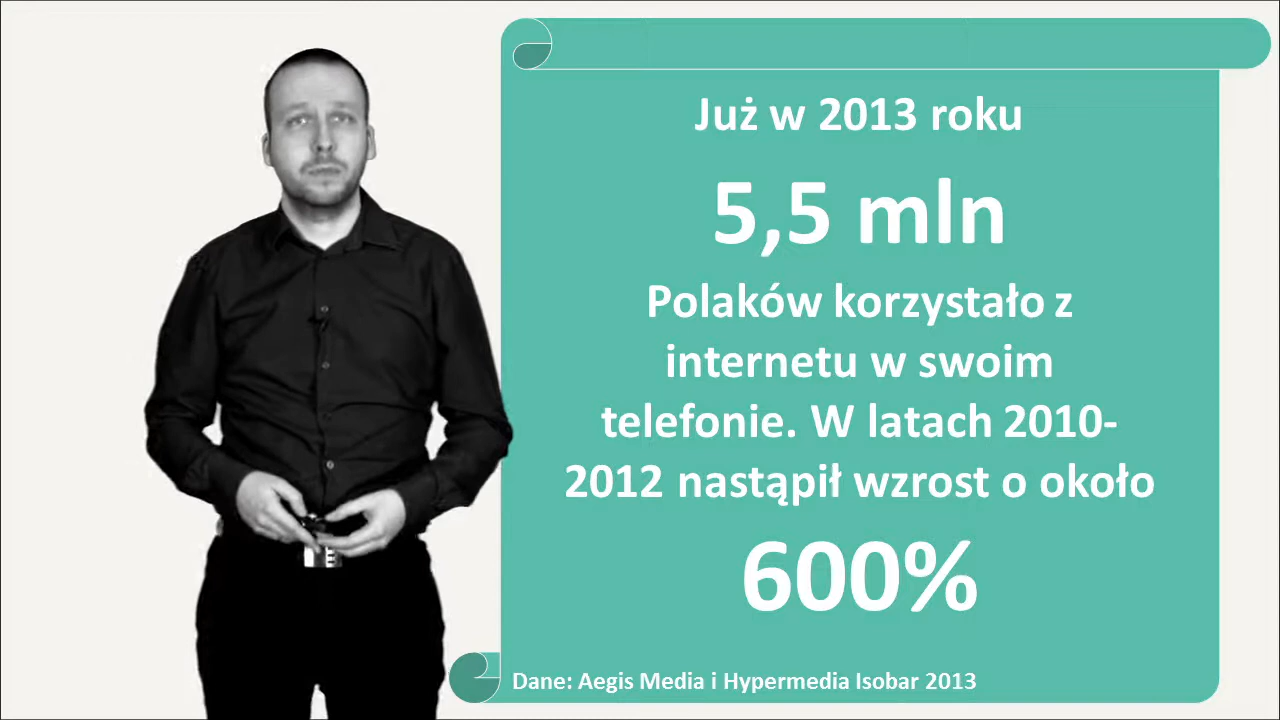 Już w 2013 roku
5,5 mln
Polaków korzystało z
internetu w swoim
telefonie. W latach 2010-
2012 nastąpił wzrost o około
600%
Dane: Aegis Media i Hypermedia Isobar 2013